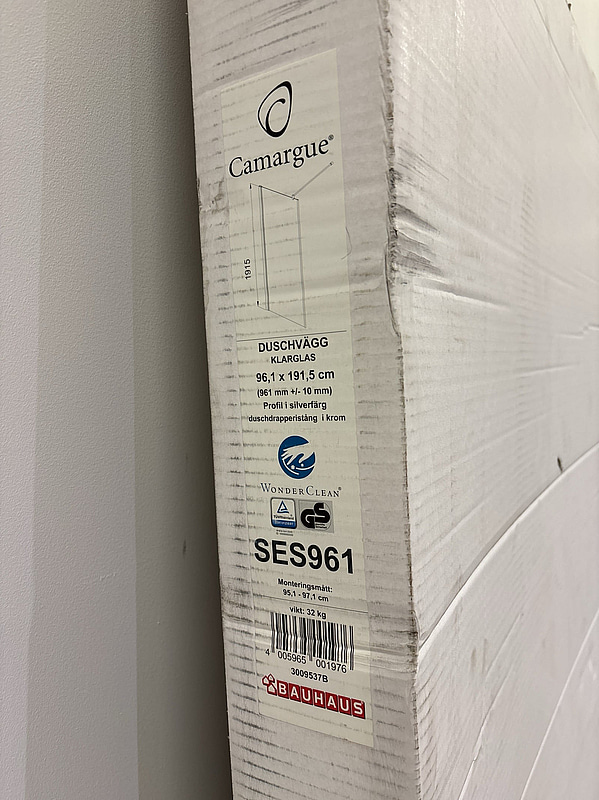 Camargue®
1915
DUSCHVÄGG
KLARGLAS
96,1 x 191,5 cm
(961 mm +/- 10 mm)
Profil i silverfärg
duschdrapperistång i krom
WONDERCLEAN®
GS
SES961
Monteringsmått:
95,1 - 97,1 cm
vikt: 32 kg
4 005965 001976
3009537B
BAUHAUS